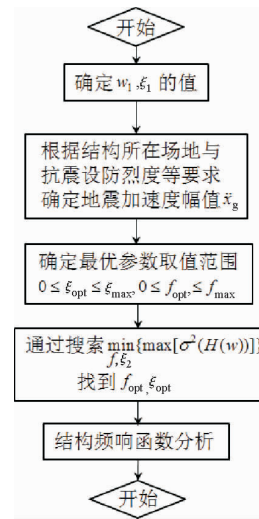 开始
确定 w₁,ξ₁ 的值
根据结构所在场地与
抗震设防烈度等要求
确定地震加速度幅值 ẍg
确定最优参数取值范围
0≤ξopt≤ξmax, 0≤fopt,≤fmax
通过搜索 min{max[σ²(H(w))]}
f,ξ₂
找到 fopt,ξopt
结构频响函数分析
开始